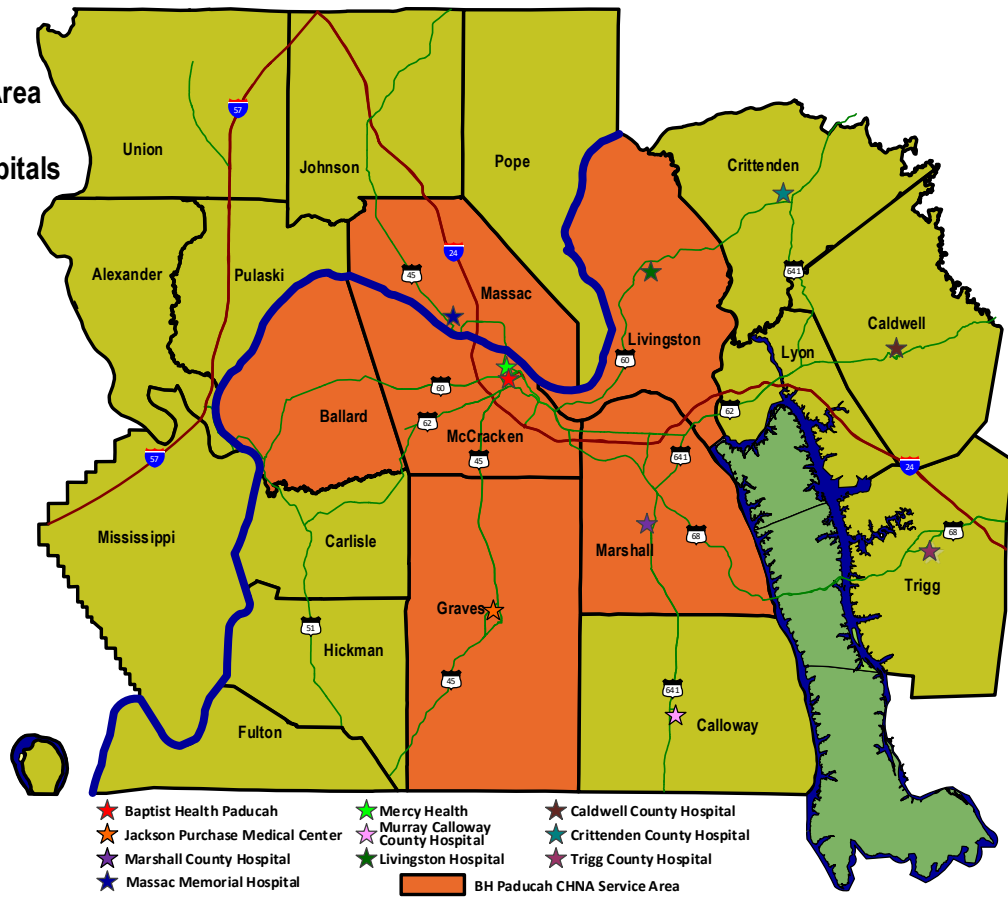 Area
pitals
57
Union
Johnson
Pope
Crittenden
24
641
Alexander
Pulaski
45
Massac
Caldwell
Livingston
Lyon
60
60
Ballard
62
62
McCracken
57
45
641
24
Mississippi
Carlisle
Marshall
68
68
Trigg
Graves
51
Hickman
45
641
Fulton
Calloway
Baptist Health Paducah
Jackson Purchase Medical Center
Marshall County Hospital
Massac Memorial Hospital
Mercy Health
Murray Calloway
County Hospital
Livingston Hospital
Caldwell County Hospital
Crittenden County Hospital
Trigg County Hospital
BH Paducah CHNA Service Area